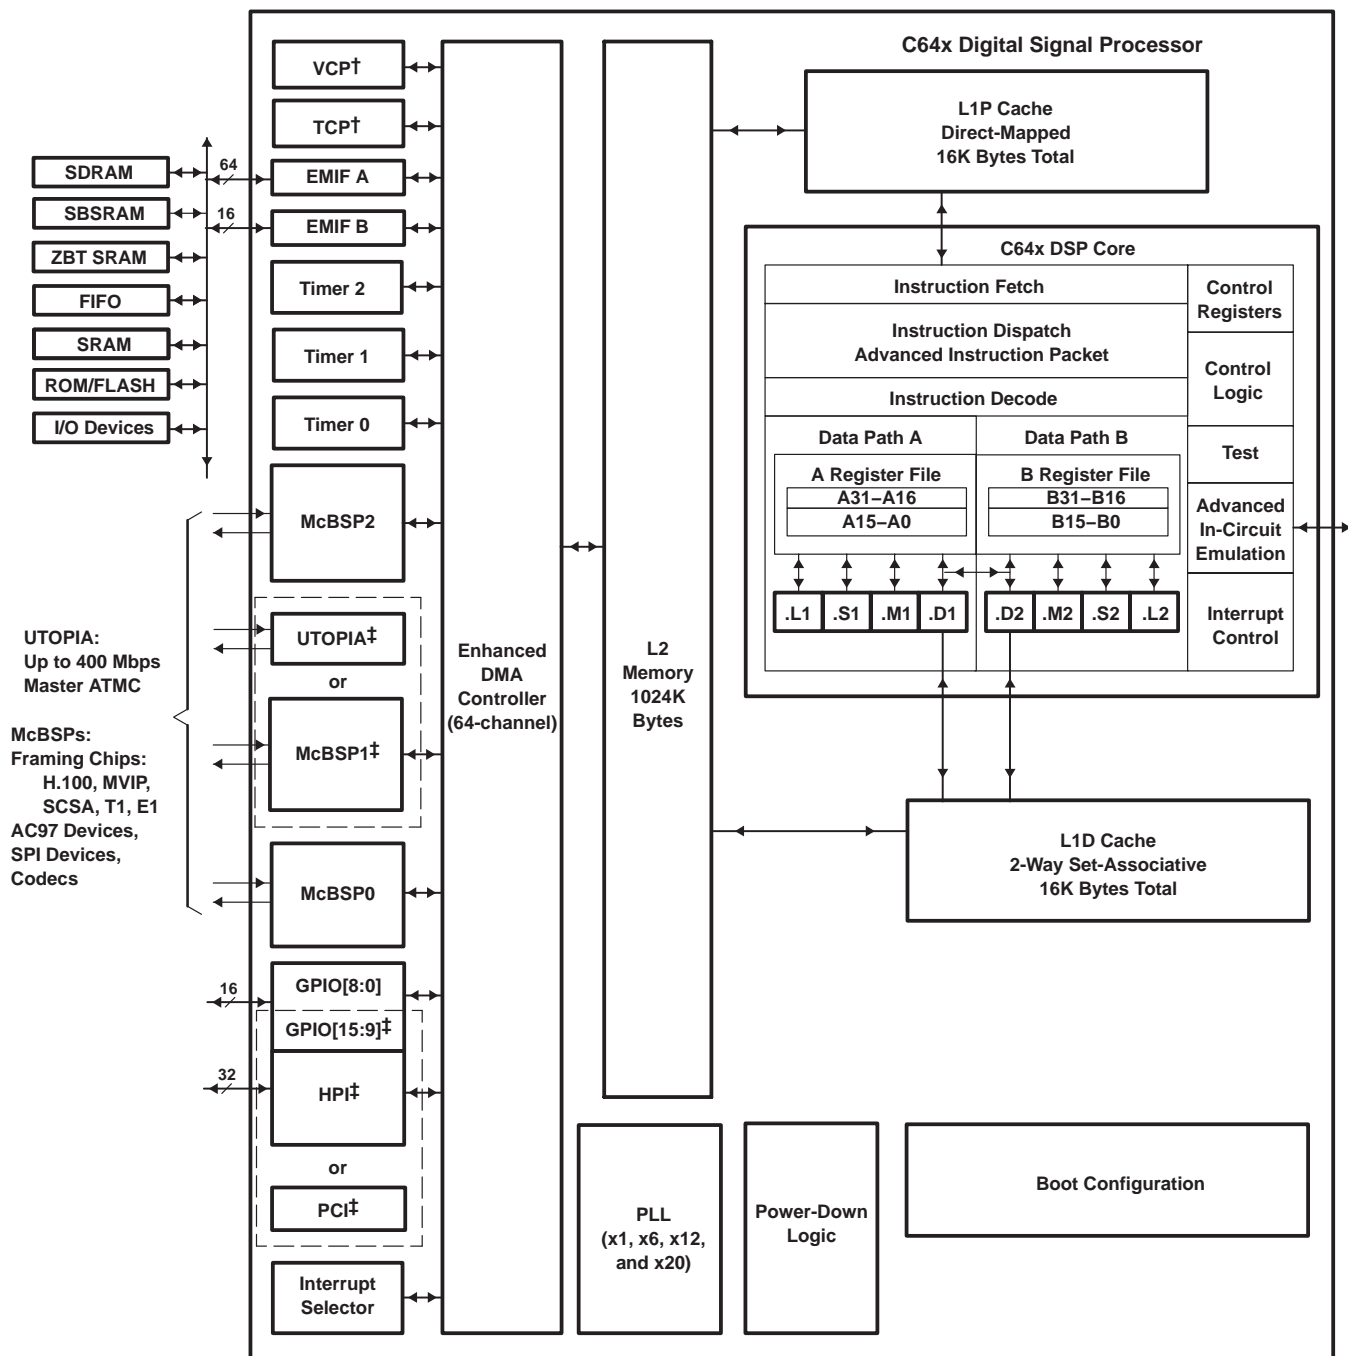 C64x Digital Signal Processor
VCP†
TCP†
EMIF A
EMIF B
Timer 2
Timer 1
Timer 0
64
16
SDRAM
SBSRAM
ZBT SRAM
FIFO
SRAM
ROM/FLASH
I/O Devices
McBSP2
UTOPIA‡
or
McBSP1‡
McBSP0
UTOPIA:
Up to 400 Mbps
Master ATMC
McBSPs:
Framing Chips:
H.100, MVIP,
SCSA, T1, E1
AC97 Devices,
SPI Devices,
Codecs
16
GPIO[8:0]
GPIO[15:9]‡
32
HPI‡
or
PCI‡
Interrupt
Selector
Enhanced
DMA
Controller
(64-channel)
L2
Memory
1024K
Bytes
L1P Cache
Direct-Mapped
16K Bytes Total
C64x DSP Core
Instruction Fetch
Instruction Dispatch
Advanced Instruction Packet
Instruction Decode
Data Path A
Data Path B
A Register File
A31–A16
A15–A0
B Register File
B31–B16
B15–B0
.L1
.S1
.M1
.D1
.D2
.M2
.S2
.L2
Control
Registers
Control
Logic
Test
Advanced
In-Circuit
Emulation
Interrupt
Control
L1D Cache
2-Way Set-Associative
16K Bytes Total
PLL
(x1, x6, x12,
and x20)
Power-Down
Logic
Boot Configuration